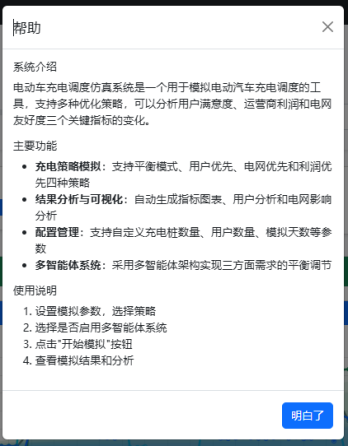 帮助
系统介绍
电动车充电调度仿真系统是一个用于模拟电动汽车充电调度的工
具，支持多种优化策略，可以分析用户满意度、运营商利润和电网
友好度三个关键指标的变化。
主要功能
• 充电策略模拟：支持平衡模式、用户优先、电网优先和利润优
先四种策略
• 结果分析与可视化：自动生成指标图表、用户分析和电网影响
分析
• 配置管理：支持自定义充电桩数量、用户数量、模拟天数等参
数
• 多智能体系统：采用多智能体架构实现三方面需求的平衡调节
使用说明
1. 设置模拟参数，选择策略
2. 选择是否启用多智能体系统
3. 点击"开始模拟"按钮
4. 查看模拟结果和分析
明白了